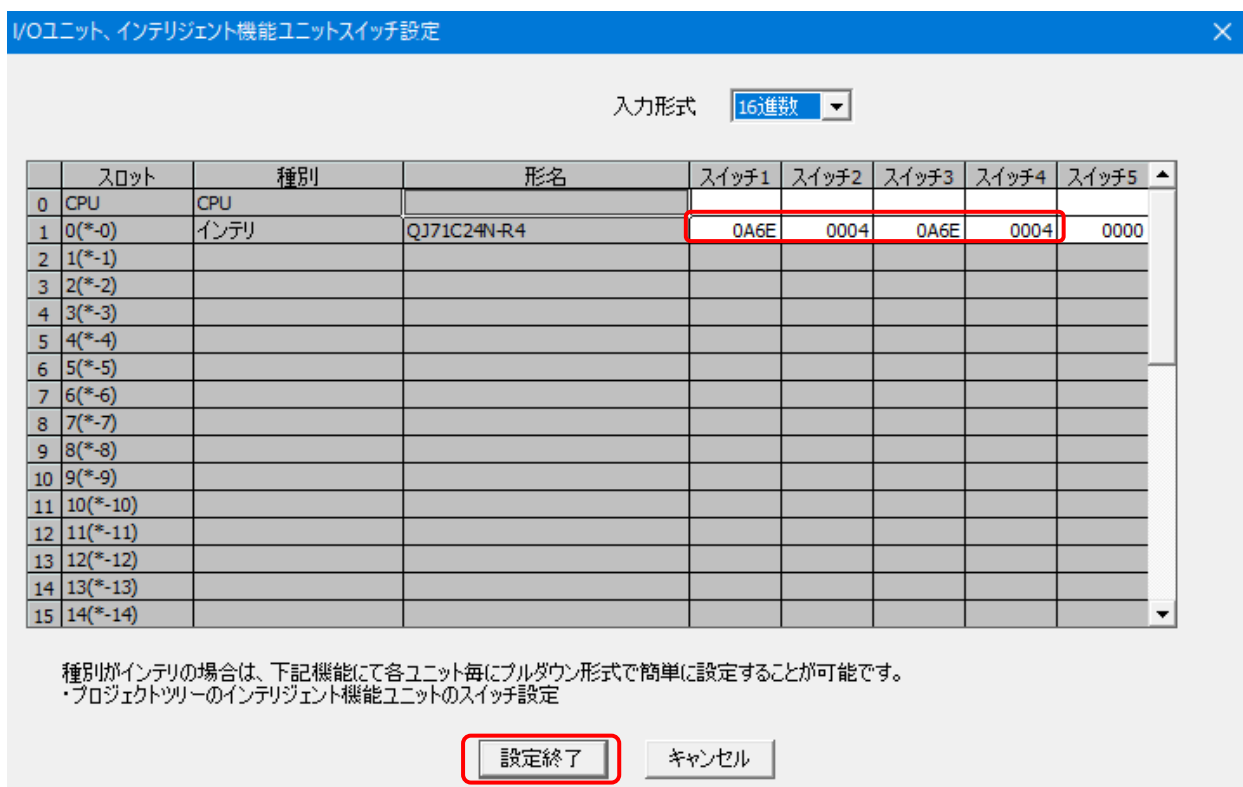 I/Oユニット、インテリジェント機能ユニットスイッチ設定
入力形式 16進数
スロット 種別 形名 スイッチ1 スイッチ2 スイッチ3 スイッチ4 スイッチ5
0 CPU CPU
1 0(*-0) インテリ QJ71C24N-R4 0A6E 0004 0A6E 0004 0000
2 1(*-1)
3 2(*-2)
4 3(*-3)
5 4(*-4)
6 5(*-5)
7 6(*-6)
8 7(*-7)
9 8(*-8)
10 9(*-9)
11 10(*-10)
12 11(*-11)
13 12(*-12)
14 13(*-13)
15 14(*-14)
種別がインテリの場合は、下記機能にて各ユニット毎にプルダウン形式で簡単に設定することが可能です。
・プロジェクトツリーのインテリジェント機能ユニットのスイッチ設定
設定終了 キャンセル